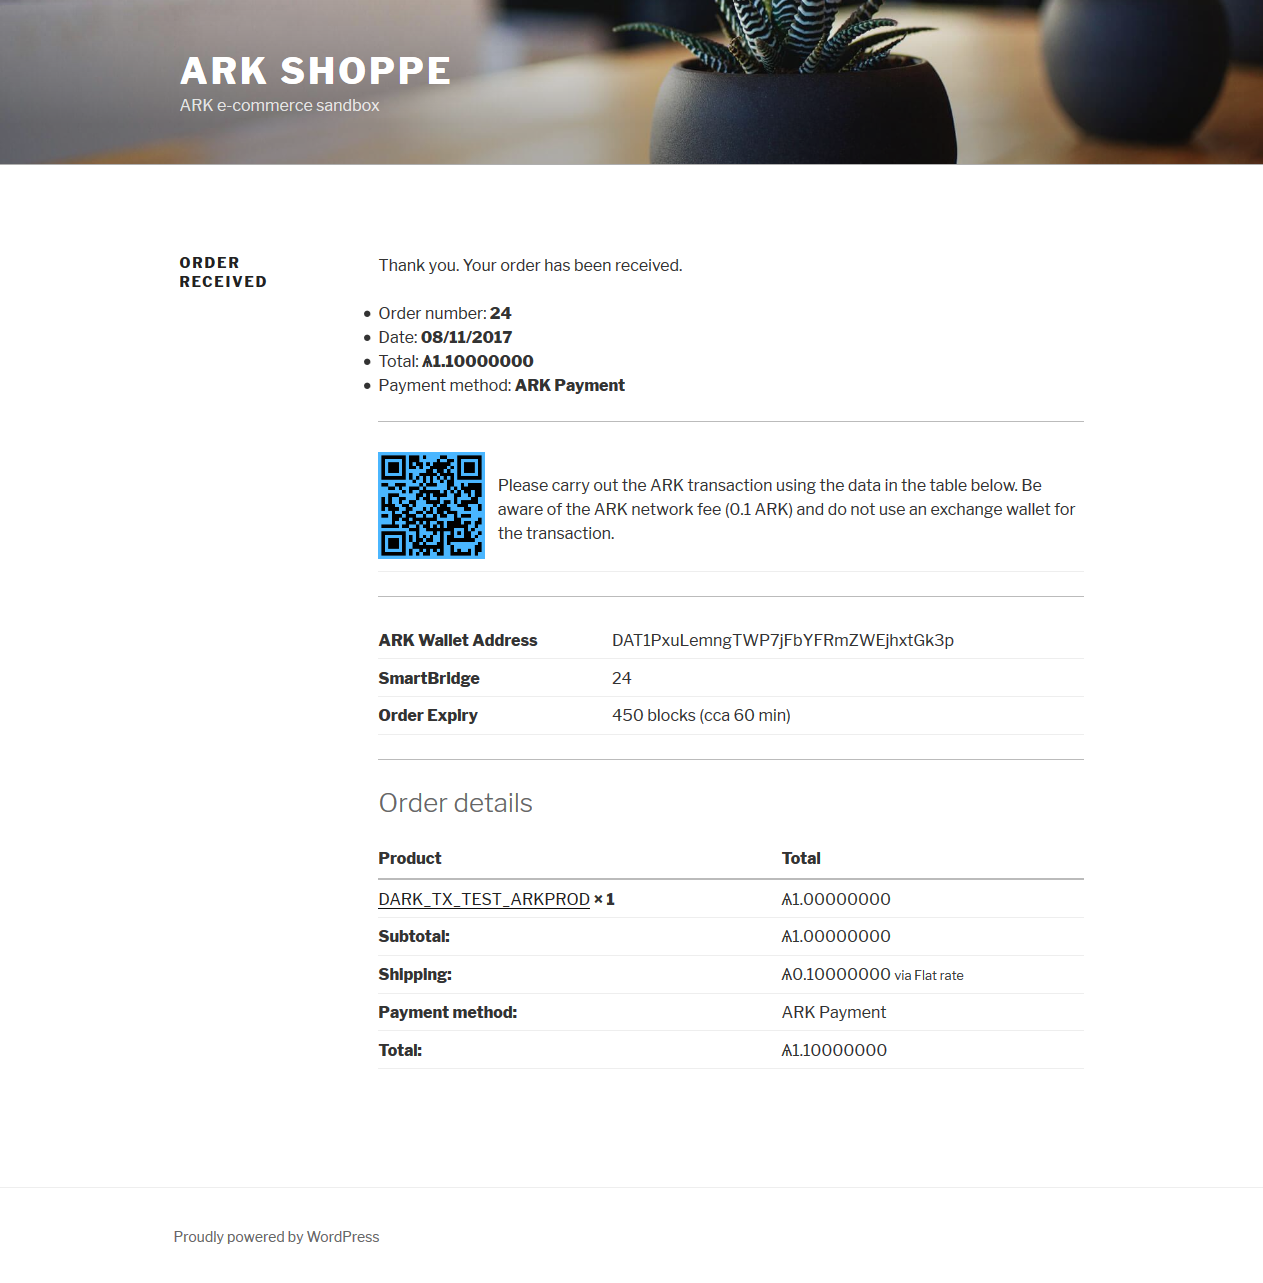 ARK SHOPPE
ARK e-commerce sandbox
ORDER
RECEIVED
Thank you. Your order has been received.
Order number: 24
Date: 08/11/2017
Total: Ѧ1.10000000
Payment method: ARK Payment
Please carry out the ARK transaction using the data in the table below. Be
aware of the ARK network fee (0.1 ARK) and do not use an exchange wallet for
the transaction.
ARK Wallet Address DAT1PxuLemngTWP7jFbYFRmZWEjhxtGk3p
SmartBridge 24
Order Expiry 450 blocks (cca 60 min)
Order details
Product Total
DARK_TX_TEST_ARKPROD × 1 Ѧ1.00000000
Subtotal: Ѧ1.00000000
Shipping: Ѧ0.10000000 via Flat rate
Payment method: ARK Payment
Total: Ѧ1.10000000
Proudly powered by WordPress